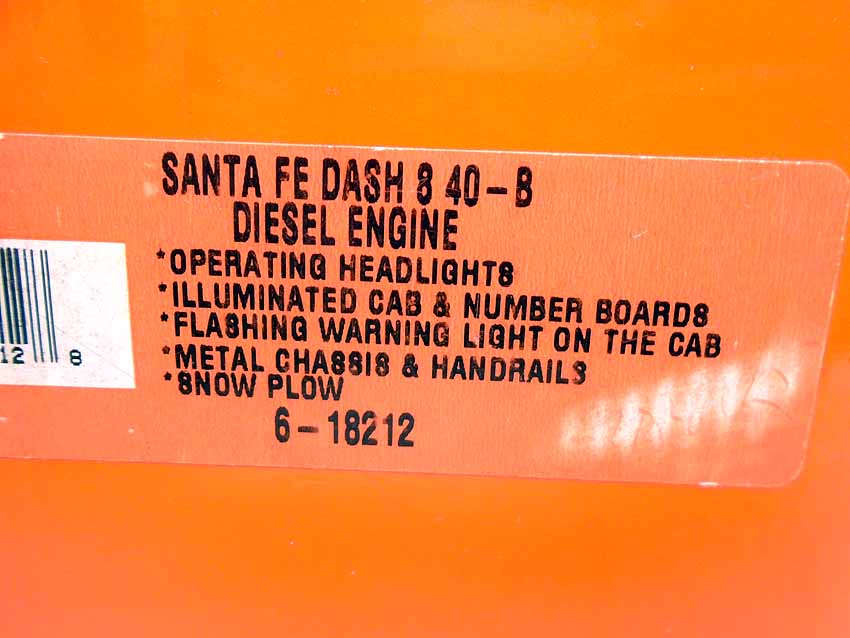 SANTA FE DASH 8 40-B
DIESEL ENGINE
*OPERATING HEADLIGHTS
*ILLUMINATED CAB & NUMBER BOARDS
*FLASHING WARNING LIGHT ON THE CAB
*METAL CHASSIS & HANDRAILS
*SNOW PLOW
6-18212
12 8